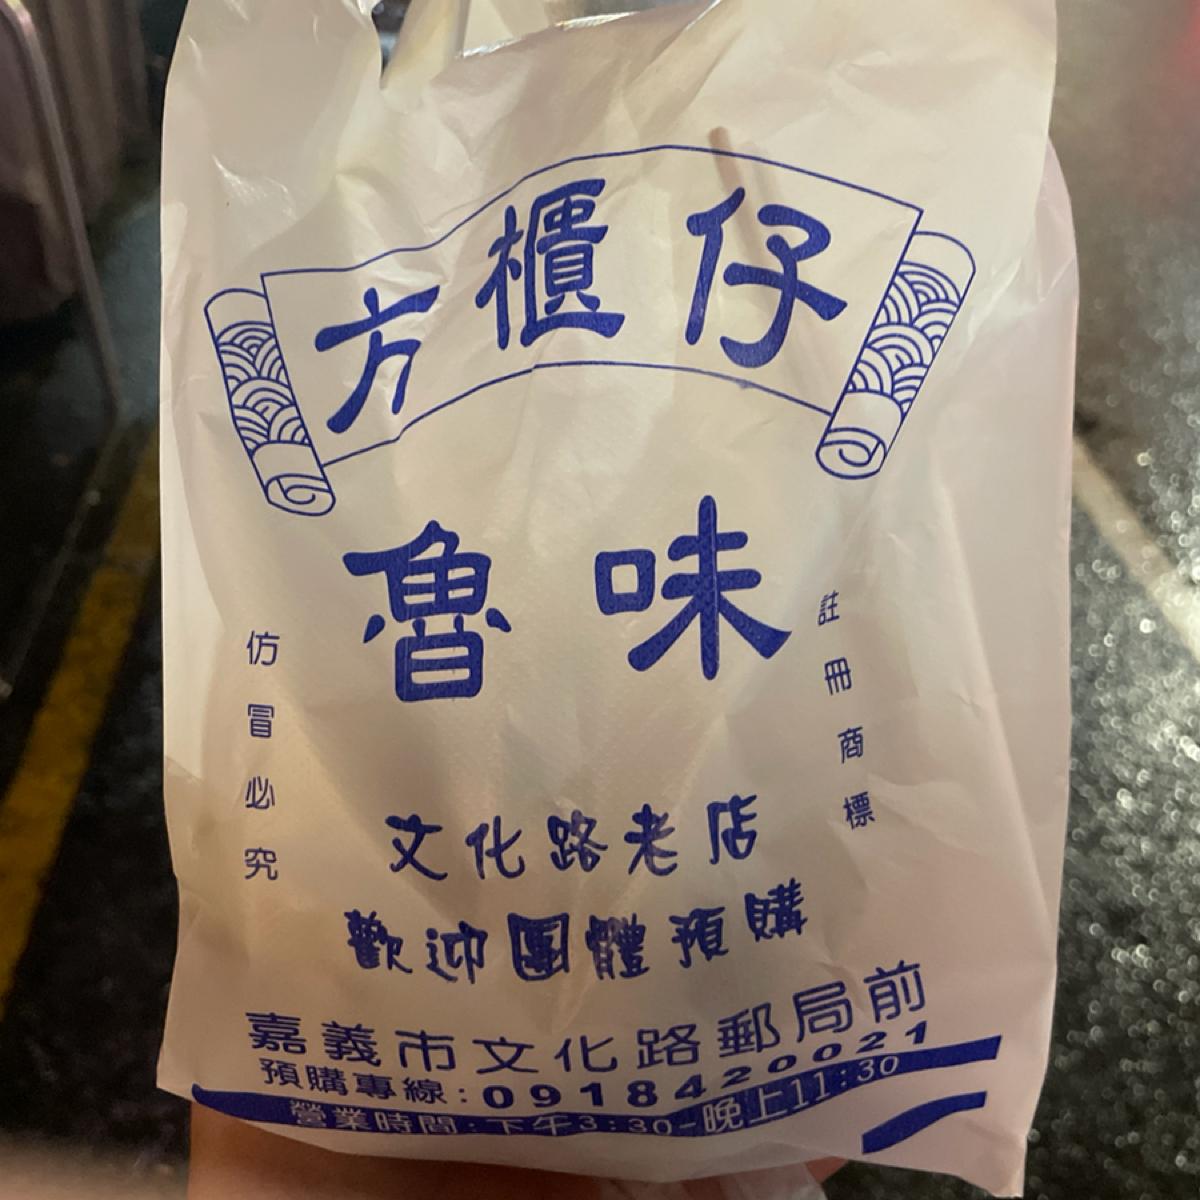 方櫃仔
魯味
註冊商標
仿冒必究
文化路老店
歡迎團體預購
嘉義市文化路郵局前
預購專線:0918420021
營業時間:下午3:30-晚上11:30